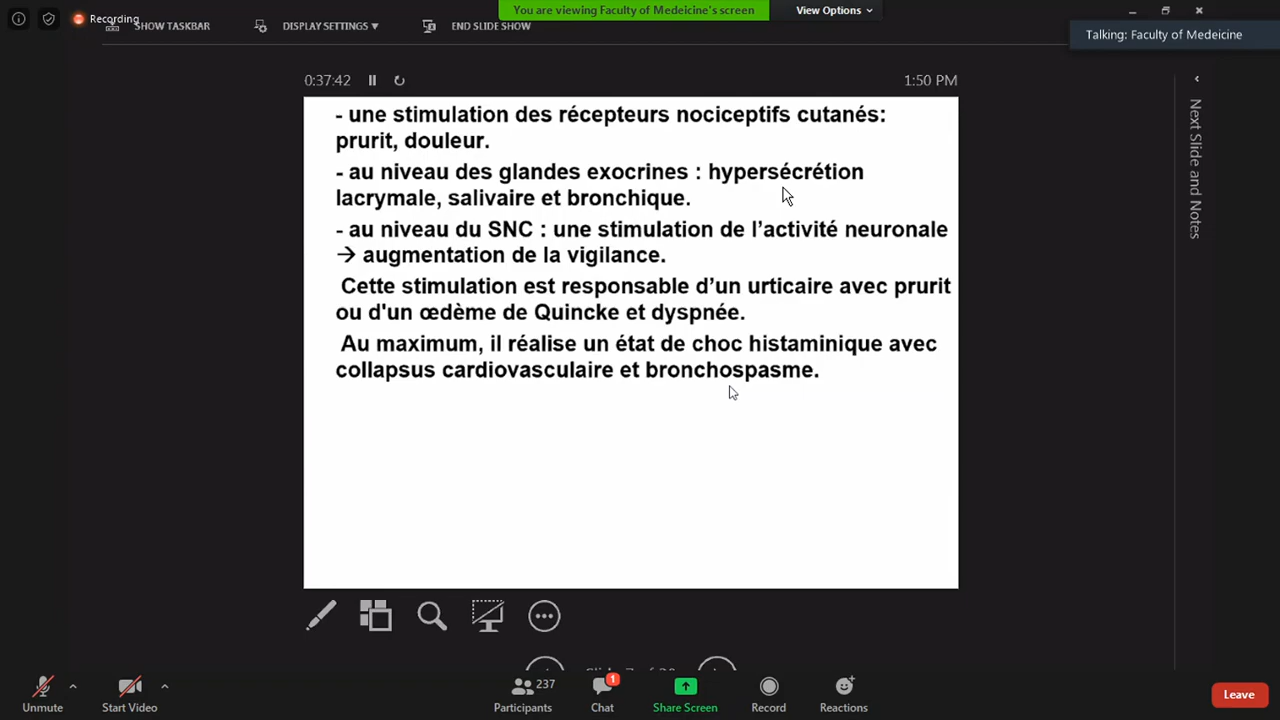 Recording
SHOW TASKBAR
DISPLAY SETTINGS ▾
END SLIDE SHOW
You are viewing Faculty of Medeicine's screen
View Options
Talking: Faculty of Medeicine
0:37:42
1:50 PM
Next Slide and Notes
- une stimulation des récepteurs nociceptifs cutanés:
prurit, douleur.
- au niveau des glandes exocrines : hypersécrétion
lacrymale, salivaire et bronchique.
- au niveau du SNC : une stimulation de l’activité neuronale
→ augmentation de la vigilance.
Cette stimulation est responsable d’un urticaire avec prurit
ou d'un œdème de Quincke et dyspnée.
Au maximum, il réalise un état de choc histaminique avec
collapsus cardiovasculaire et bronchospasme.
Unmute
Start Video
237
Participants
1
Chat
Share Screen
Record
Reactions
Leave